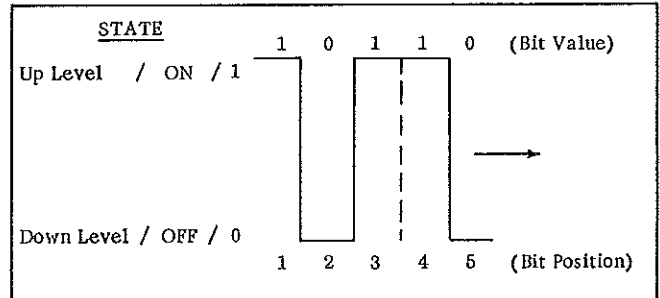 STATE
1 0 1 1 0 (Bit Value)
Up Level / ON / 1
Down Level / OFF / 0
1 2 3 4 5 (Bit Position)